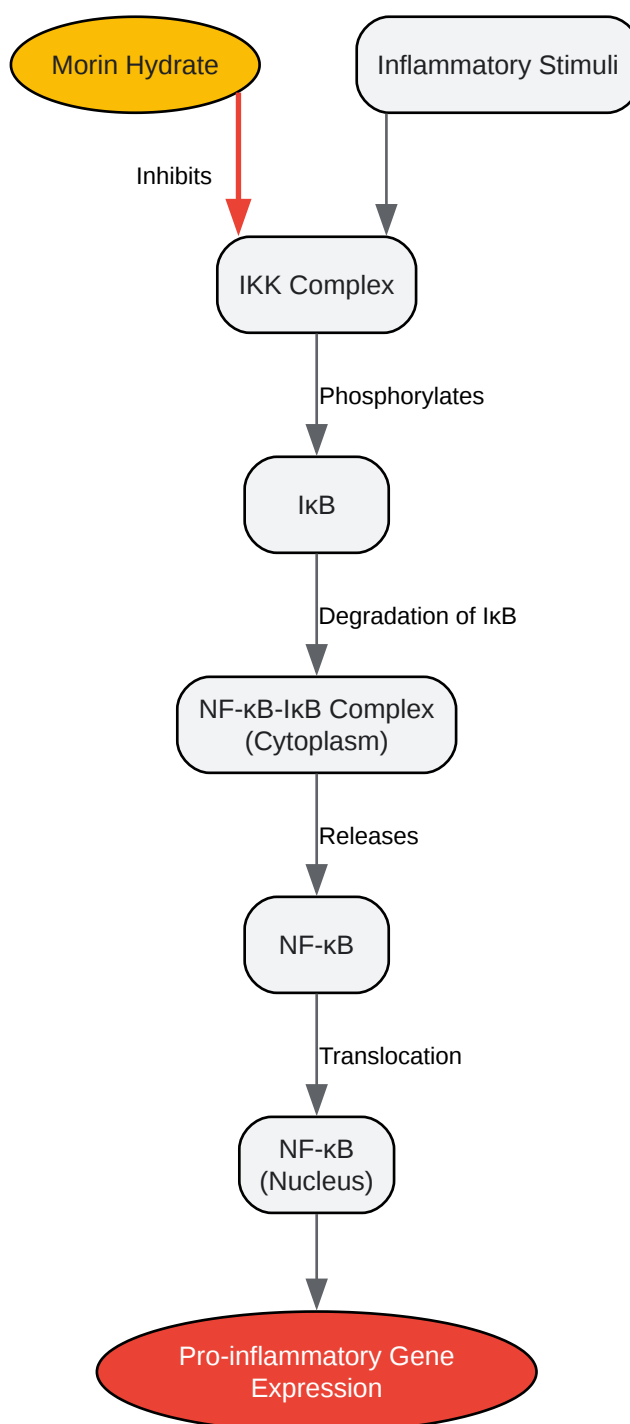 Morin Hydrate
Inflammatory Stimuli
Inhibits
IKK Complex
Phosphorylates
IκB
Degradation of IκB
NF-κB-IκB Complex
(Cytoplasm)
Releases
NF-κB
Translocation
NF-κB
(Nucleus)
Pro-inflammatory Gene
Expression